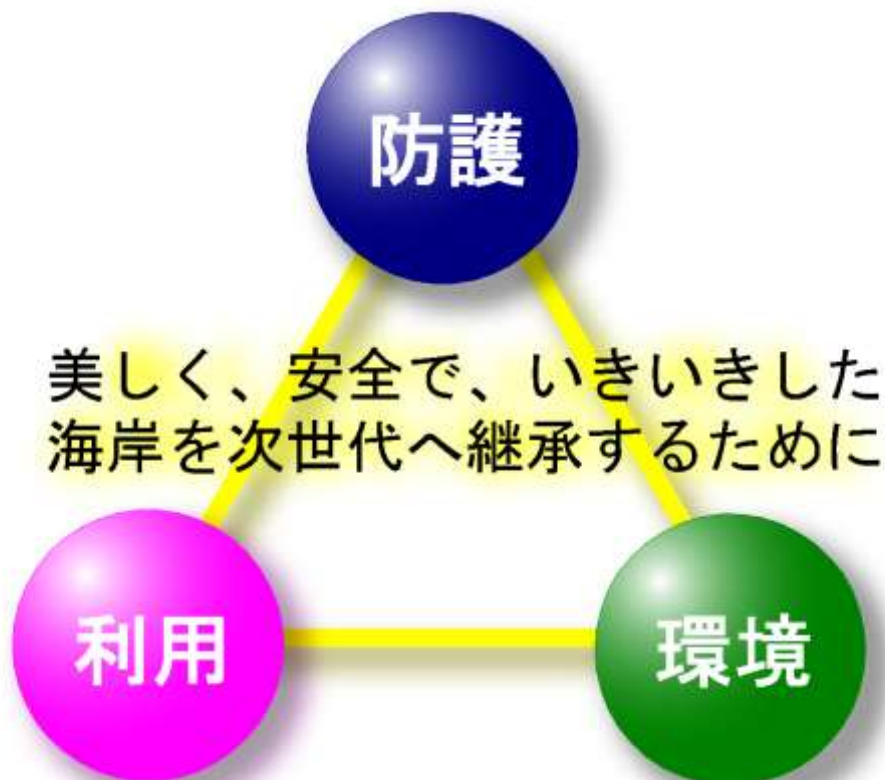 防護
美しく、安全で、いきいきした
海岸を次世代へ継承するために
利用
環境